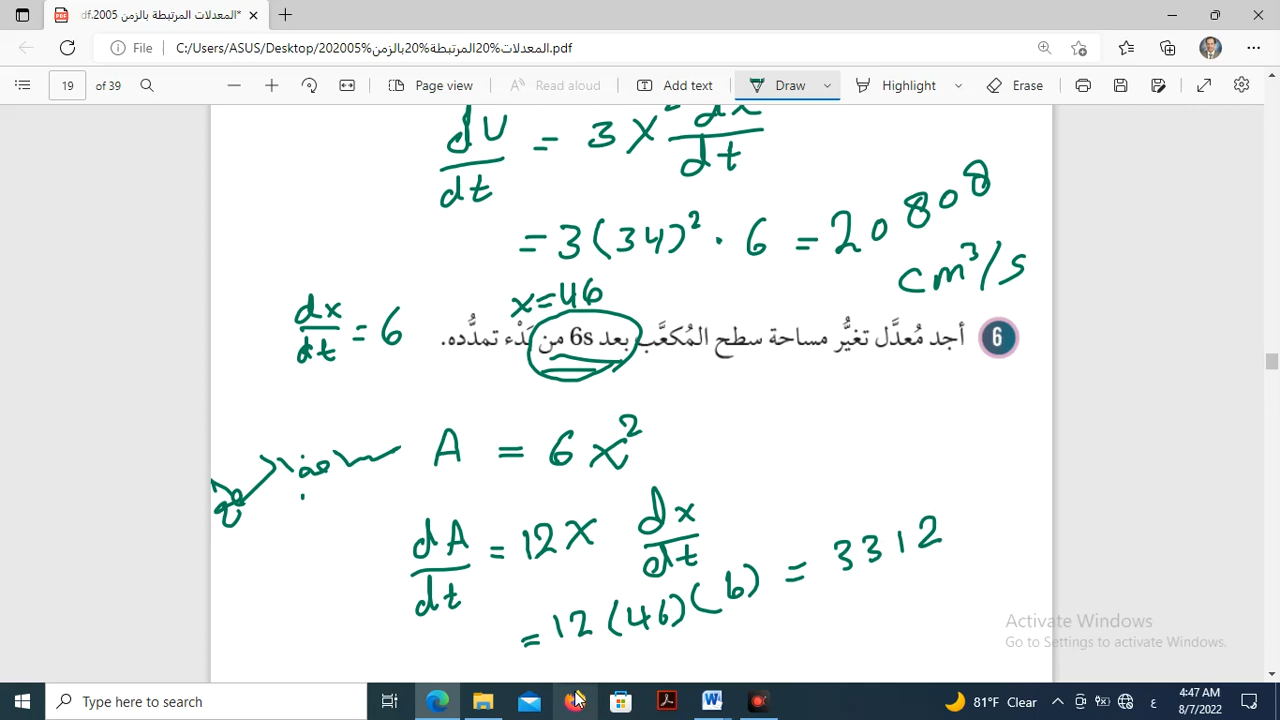 المعدلات المرتبطة بالزمن 2005.pdf*
File C:/Users/ASUS/Desktop/202005%المعدلات%20المرتبطة%20بالزمن.pdf
19 of 39 Page view Read aloud Add text Draw Highlight Erase
dV/dt = 3x² dx/dt
= 3(34)² · 6 = 20808
cm³/s
x=46
dx/dt = 6
6 أجد مُعدَّل تغيُّر مساحة سطح المُكعَّب بعد 6s من بَدْء تمدُّده.
A = 6x²
dA/dt = 12x dx/dt
= 12(46)(6) = 3312
Activate Windows
Go to Settings to activate Windows.
Type here to search
81°F Clear
ع
4:47 AM
8/7/2022